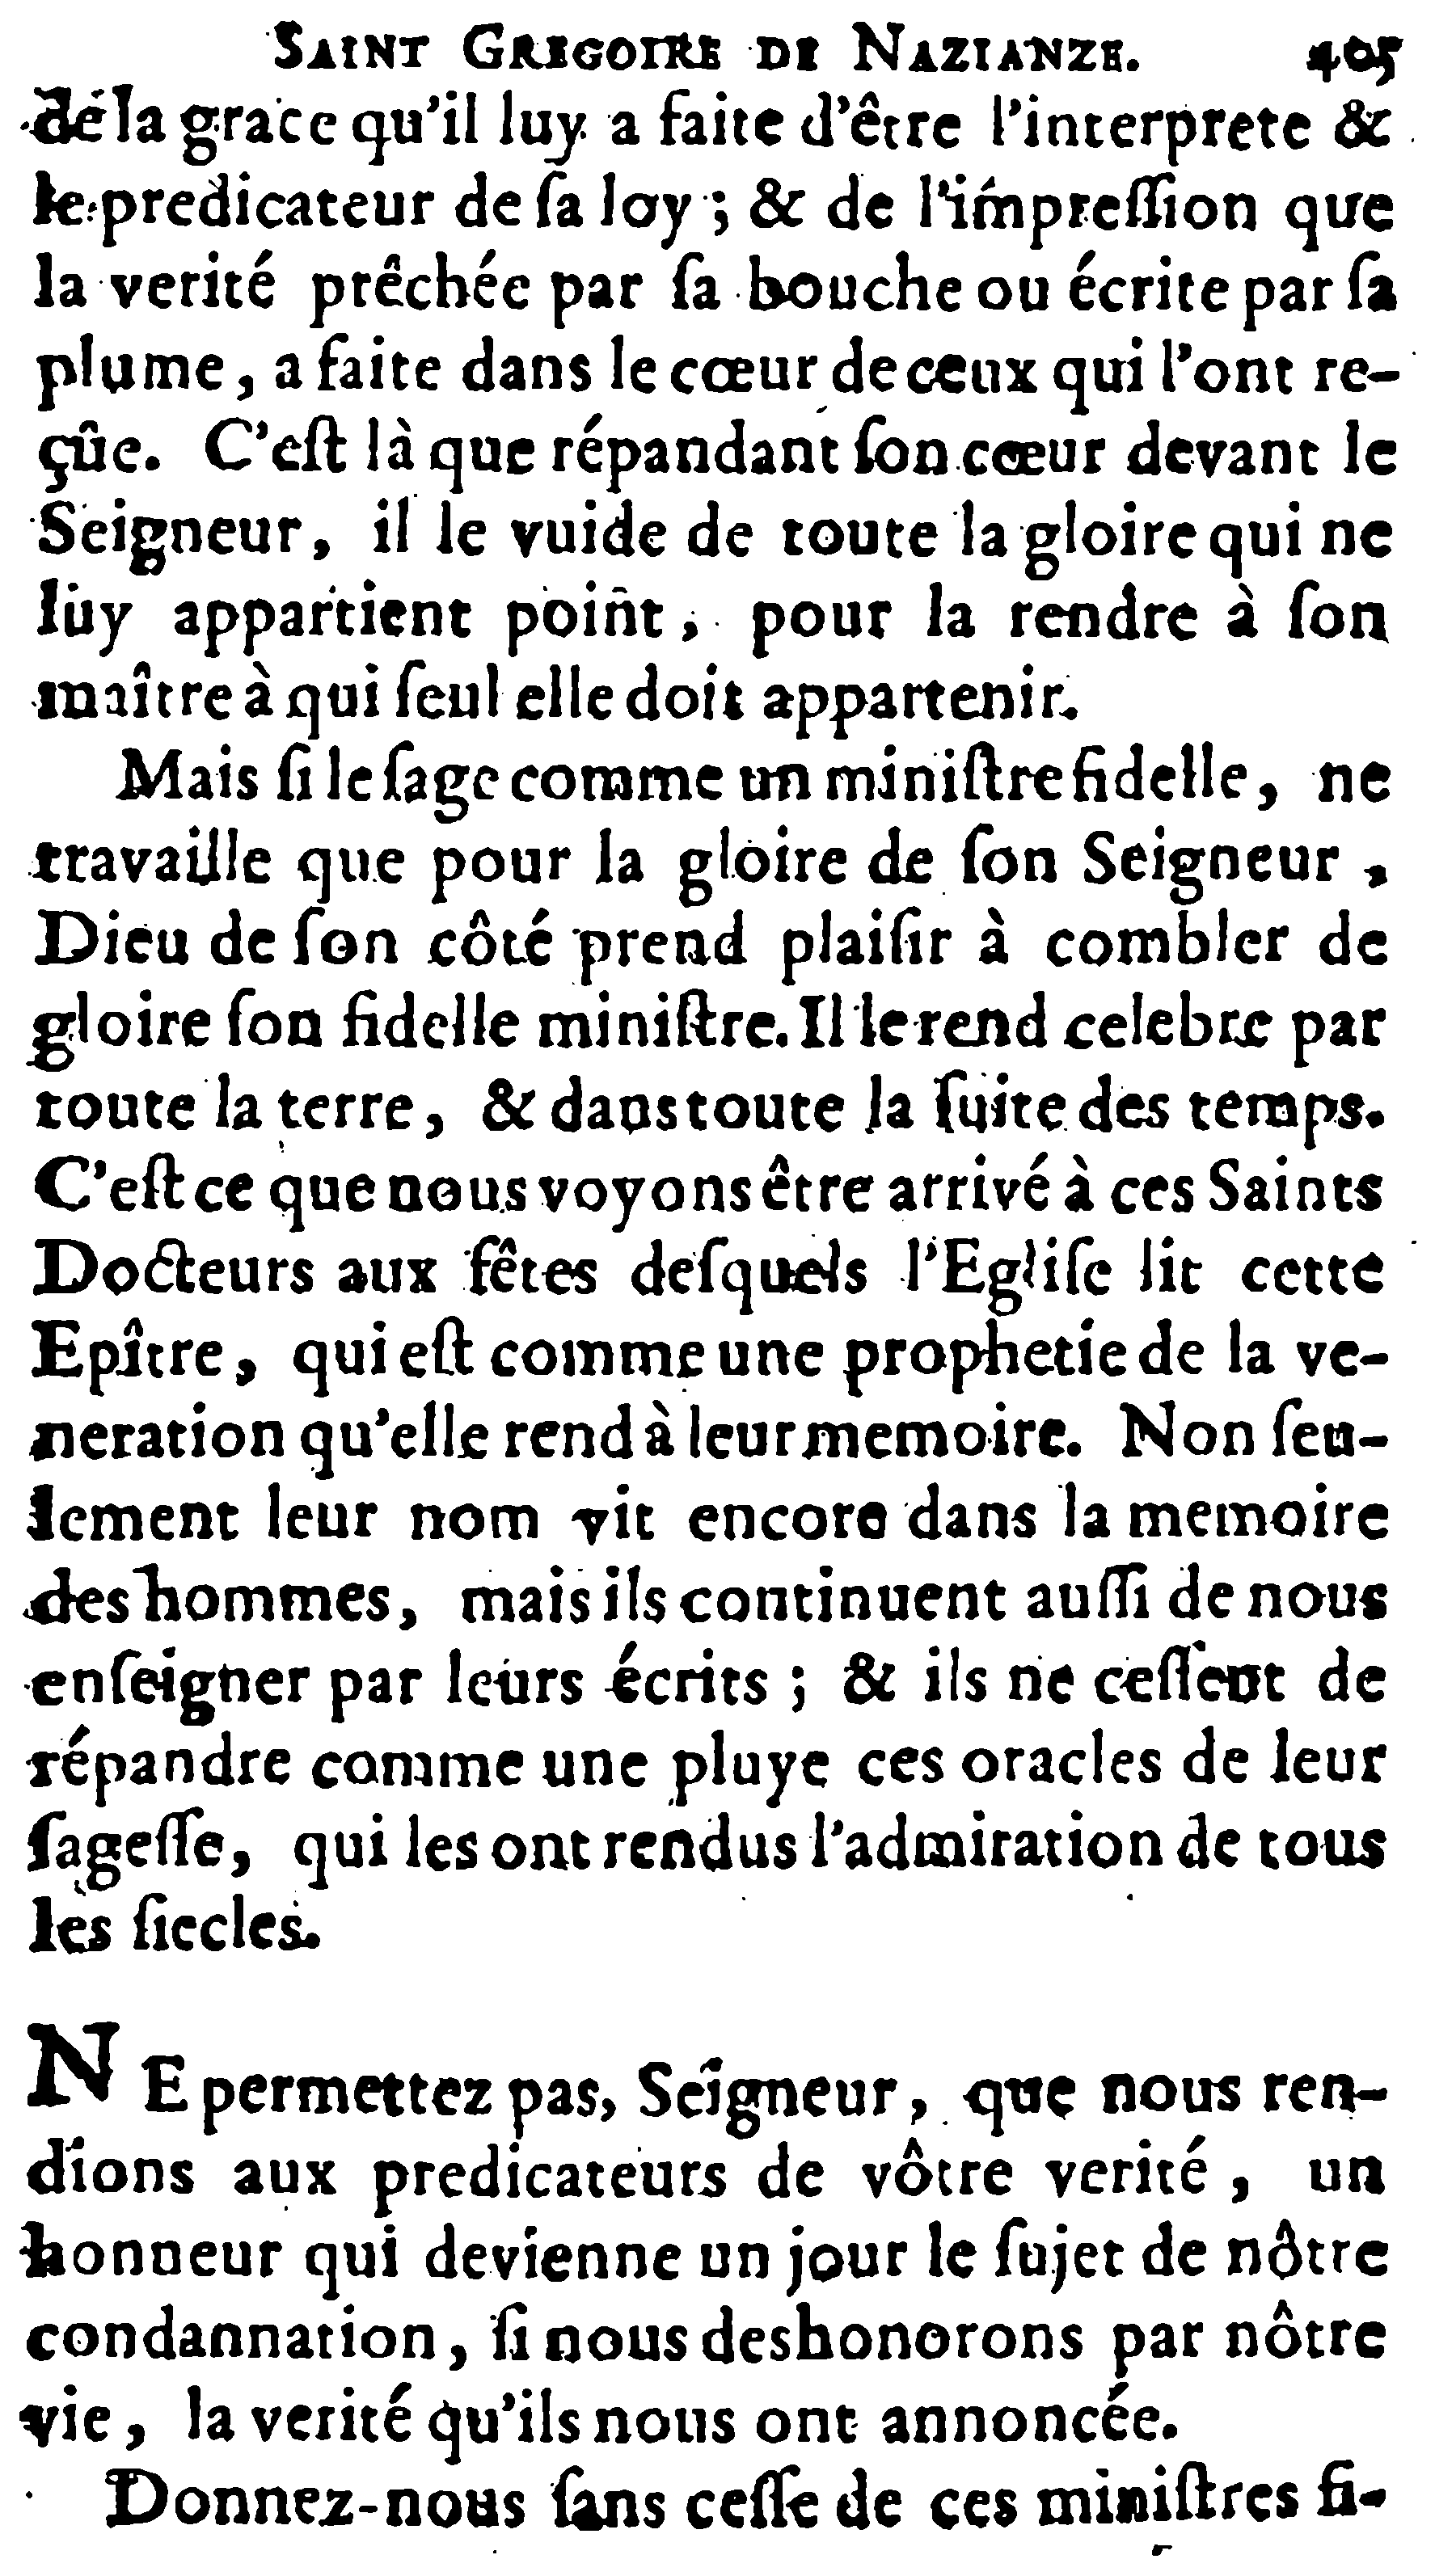 SAINT GREGOIRE DE NAZIANZE. 405
de la grace qu'il luy a faite d'être l'interprete &
le predicateur de ſa loy ; & de l'impreſſion que
la verité prêchée par ſa bouche ou écrite par ſa
plume, a faite dans le cœur de ceux qui l'ont re-
çûe. C'eſt là que répandant ſon cœur devant le
Seigneur, il le vuide de toute la gloire qui ne
luy appartient point, pour la rendre à ſon
maître à qui ſeul elle doit appartenir.
Mais ſi le ſage comme un miniſtre fidelle, ne
travaille que pour la gloire de ſon Seigneur,
Dieu de ſon côté prend plaiſir à combler de
gloire ſon fidelle miniſtre. Il le rend celebre par
toute la terre, & dans toute la ſuite des temps.
C'eſt ce que nous voyons être arrivé à ces Saints
Docteurs aux fêtes deſquels l'Egliſe lit cette
Epître, qui eſt comme une prophetie de la ve-
neration qu'elle rend à leur memoire. Non ſeu-
lement leur nom vit encore dans la memoire
des hommes, mais ils continuent auſſi de nous
enſeigner par leurs écrits ; & ils ne ceſſent de
répandre comme une pluye ces oracles de leur
ſageſſe, qui les ont rendus l'admiration de tous
les ſiecles.
NE permettez pas, Seigneur, que nous ren-
dions aux predicateurs de vôtre verité, un
honneur qui devienne un jour le ſujet de nôtre
condannation, ſi nous deshonorons par nôtre
vie, la verité qu'ils nous ont annoncée.
Donnez-nous ſans ceſſe de ces miniſtres fi-